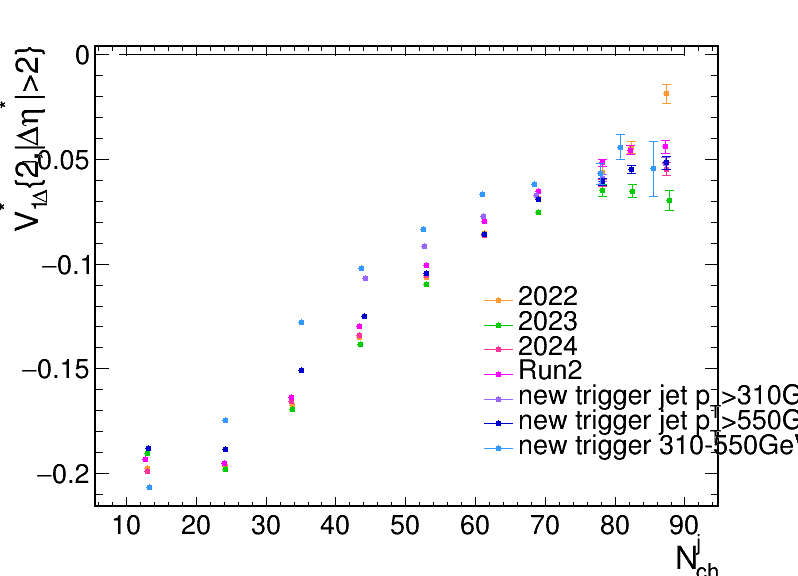 V*1Δ{2,|Δη*|>2}
0
−0.05
−0.1
−0.15
−0.2
2022
2023
2024
Run2
new trigger jet pT>310G
new trigger jet pT>550G
new trigger 310-550GeV
10 20 30 40 50 60 70 80 90
N^j_ch